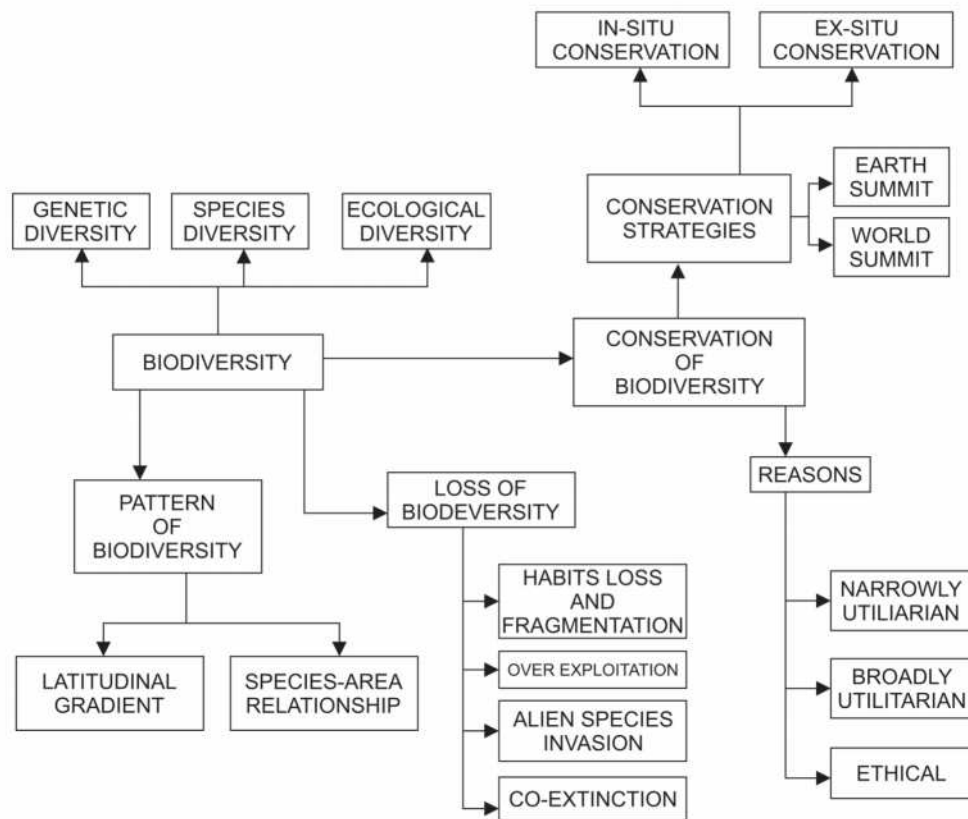 IN-SITU
CONSERVATION
EX-SITU
CONSERVATION
CONSERVATION
STRATEGIES
EARTH
SUMMIT
WORLD
SUMMIT
GENETIC
DIVERSITY
SPECIES
DIVERSITY
ECOLOGICAL
DIVERSITY
BIODIVERSITY
CONSERVATION
OF
BIODIVERSITY
PATTERN
OF
BIODIVERSITY
LATITUDINAL
GRADIENT
SPECIES-AREA
RELATIONSHIP
LOSS OF
BIODEVERSITY
HABITS LOSS
AND
FRAGMENTATION
OVER EXPLOITATION
ALIEN SPECIES
INVASION
CO-EXTINCTION
REASONS
NARROWLY
UTILIARIAN
BROADLY
UTILITARIAN
ETHICAL